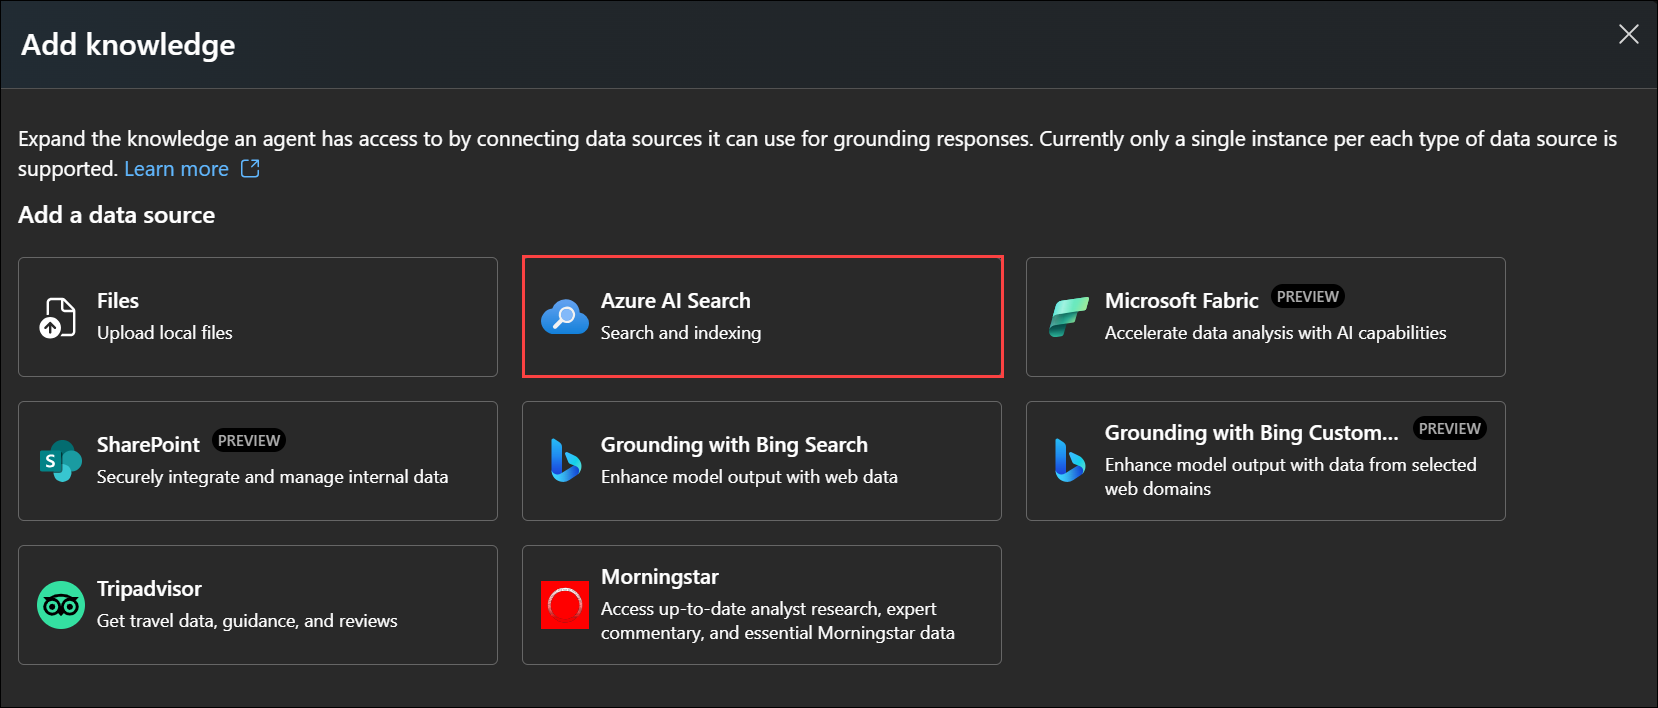 Add knowledge
Expand the knowledge an agent has access to by connecting data sources it can use for grounding responses. Currently only a single instance per each type of data source is
supported. Learn more
Add a data source
Files
Upload local files
Azure AI Search
Search and indexing
Microsoft Fabric PREVIEW
Accelerate data analysis with AI capabilities
SharePoint PREVIEW
S
Securely integrate and manage internal data
Grounding with Bing Search
Enhance model output with web data
Grounding with Bing Custom... PREVIEW
Enhance model output with data from selected
web domains
Tripadvisor
Get travel data, guidance, and reviews
Morningstar
Access up-to-date analyst research, expert
commentary, and essential Morningstar data